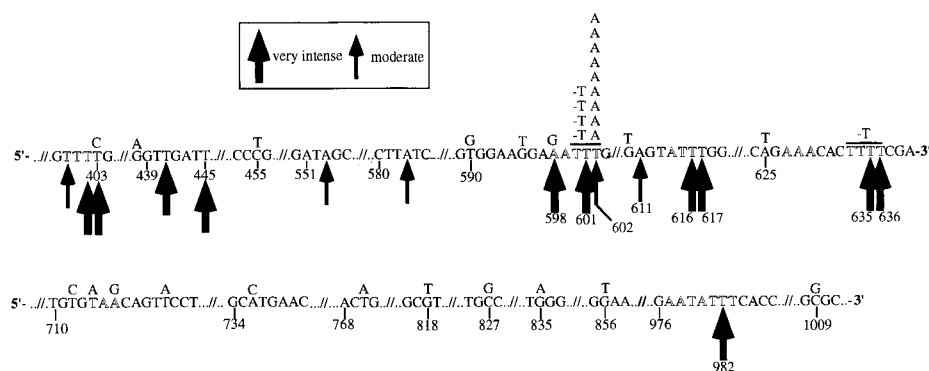 A
A
A
A
very intense moderate
A
A
-T A
-T A
C A T G T G -T A T T -T
5'- ..// ..GTTTTG ..// ..GGTTGATT.. // ..CCCG.. // ..GATAGC.. // ..CTTATC.. //..GTGGAAGGAAATTTG.//..GAGTATTTGG..//..CAGAAACACTTTTCGA-3'
403 439 445 455 551 580 590 611 625
598 601 602 616 617 635 636
C A G A C A T G A T
5'- ..// ..TGTGTAACAGTTCCT.. // ..GCATGAAC... // ...ACTG.. // ..GCGT.. // ..TGCC.. // ..TGGG.. // ..GGAA.. // ..GAATATTTCACC.. // ..GCGC..-3'
710 734 768 818 827 835 856 976 1009
982